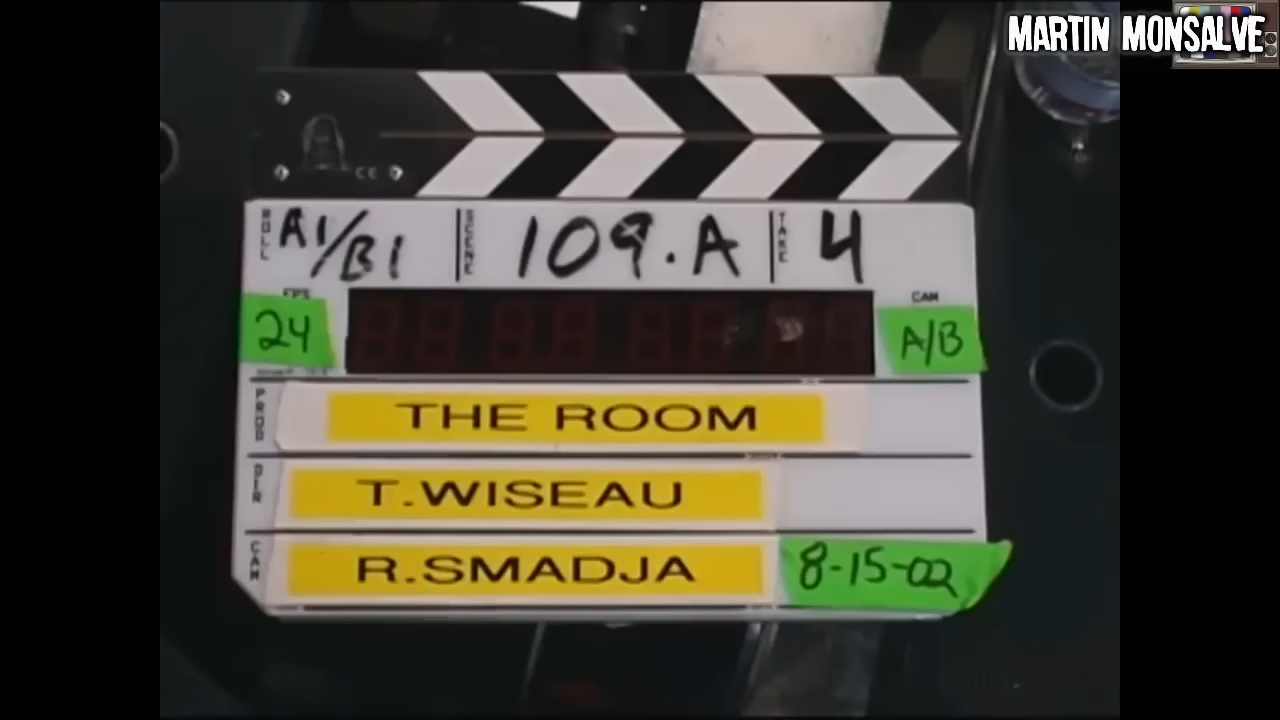 MARTIN MONSALVE
CE
ROLL A1/B1 SCENE 109.A TAKE 4
FPS CAM
24 A/B
PROD THE ROOM
DIR T.WISEAU
CAM R.SMADJA 8-15-02